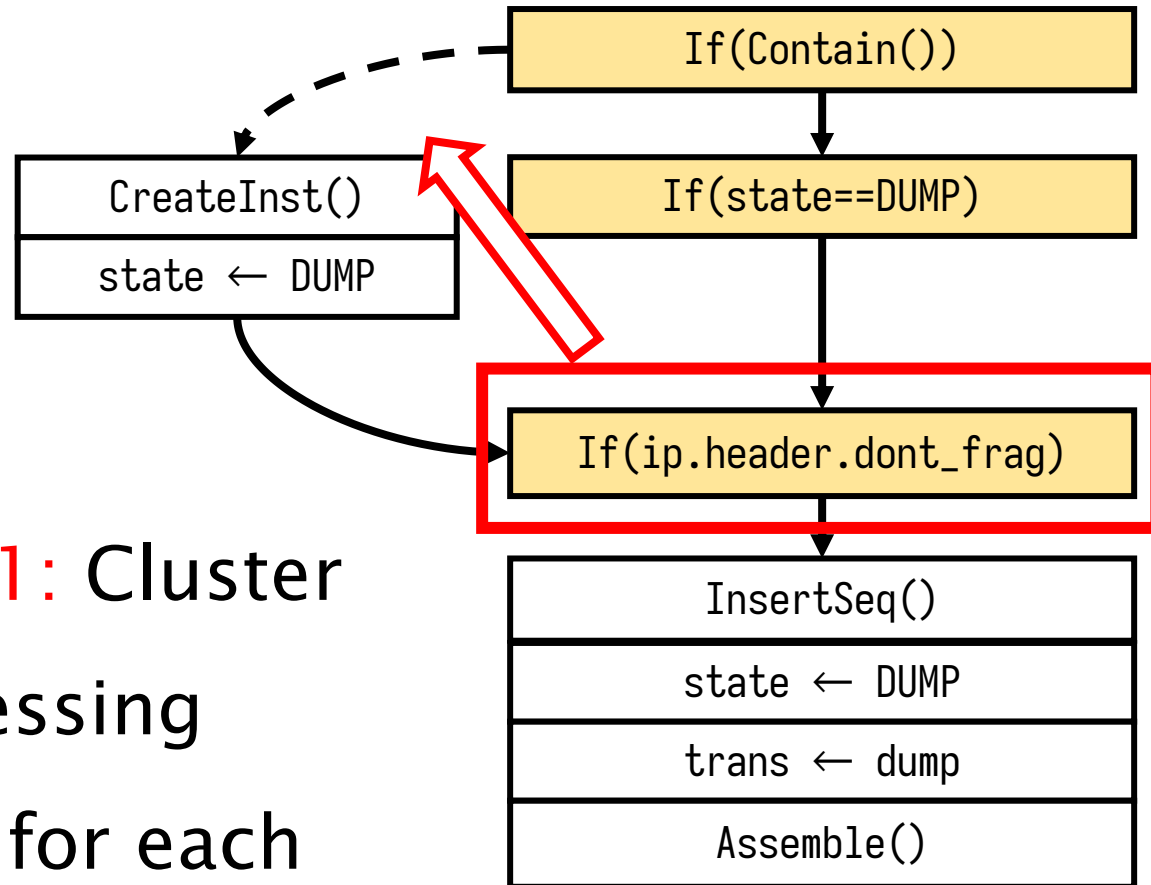 If(Contain())
CreateInst()
If(state==DUMP)
state ← DUMP
If(ip.header.dont_frag)
1: Cluster
essing
for each
InsertSeq()
state ← DUMP
trans ← dump
Assemble()